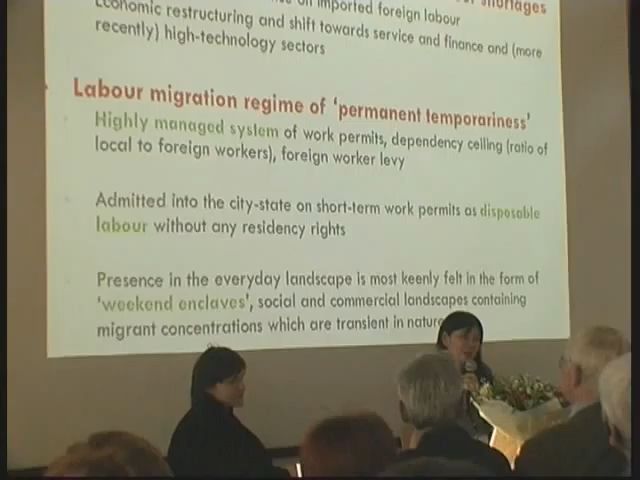 on imported foreign labour
shortages
Economic restructuring and shift towards service and finance and (more
recently) high-technology sectors
Labour migration regime of 'permanent temporariness'
Highly managed system of work permits, dependency ceiling (ratio of
local to foreign workers), foreign worker levy
Admitted into the city-state on short-term work permits as disposable
labour without any residency rights
Presence in the everyday landscape is most keenly felt in the form of
'weekend enclaves', social and commercial landscapes containing
migrant concentrations which are transient in nature